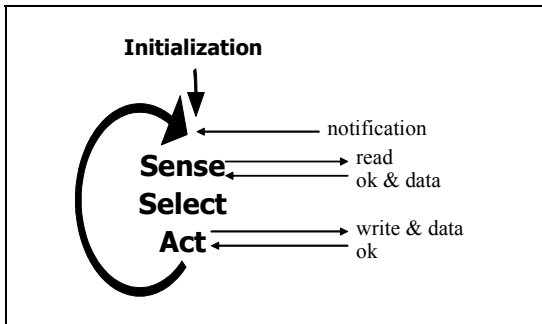 Initialization
notification
Sense
read
ok & data
Select
Act
write & data
ok